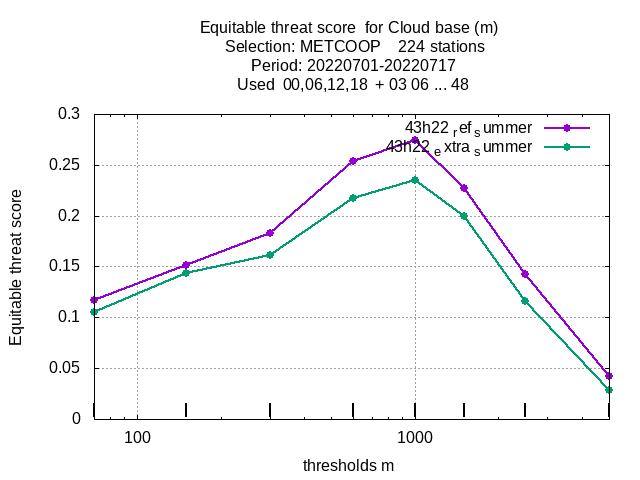 Equitable threat score  for Cloud base (m)
Selection: METCOOP    224 stations
Period: 20220701-20220717
Used  00,06,12,18  + 03 06 ... 48
43h22 ref summer
43h22 extra summer
0.3
0.25
0.2
0.15
0.1
0.05
0
Equitable threat score
100
1000
thresholds m